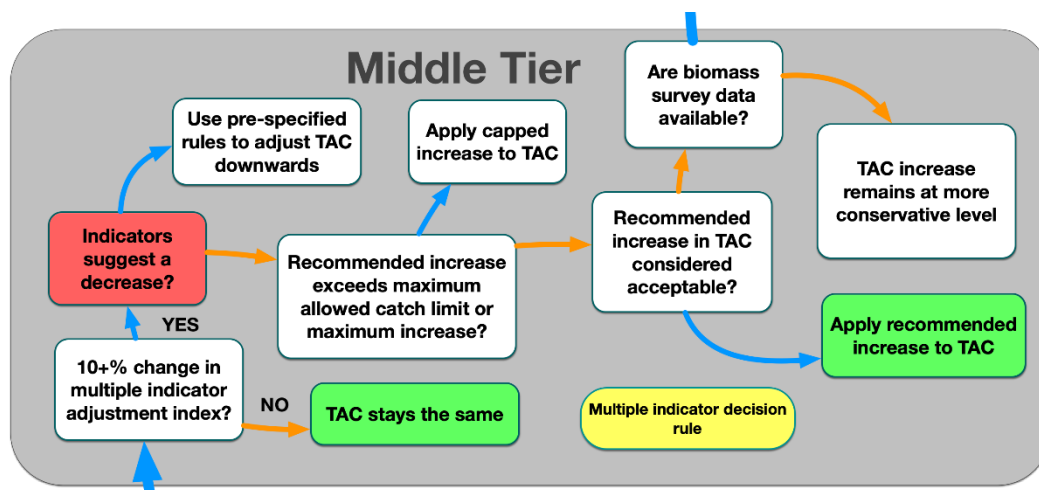 Middle Tier
Use pre-specified
rules to adjust TAC
downwards
Apply capped
increase to TAC
Are biomass
survey data
available?
TAC increase
remains at more
conservative level
Indicators
suggest a
decrease?
Recommended increase
exceeds maximum
allowed catch limit or
maximum increase?
Recommended
increase in TAC
considered
acceptable?
Apply recommended
increase to TAC
YES
10+% change in
multiple indicator
adjustment index?
NO
TAC stays the same
Multiple indicator decision
rule